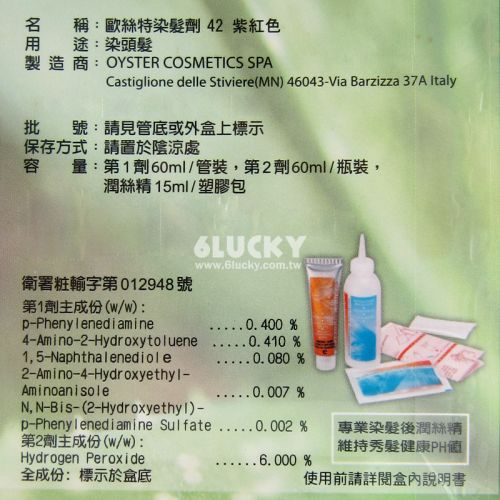 名　　稱：歐絲特染髮劑 42 紫紅色
用　　途：染頭髮
製 造 商：OYSTER COSMETICS SPA
Castiglione delle Stiviere(MN) 46043-Via Barzizza 37A Italy
批　　號：請見管底或外盒上標示
保存方式：請置於陰涼處
容　　量：第1劑60ml/管裝，第2劑60ml/瓶裝，
潤絲精15ml/塑膠包
6LUCKY
www.6lucky.com.tw
衛署粧輸字第012948號
第1劑主成份(w/w)：
p-Phenylenediamine .....0.400 %
4-Amino-2-Hydroxytoluene .....0.410 %
1,5-Naphthalenediole .....0.080 %
2-Amino-4-Hydroxyethyl-
Aminoanisole .....0.007 %
N,N-Bis-(2-Hydroxyethyl)-
p-Phenylenediamine Sulfate .....0.002 %
第2劑主成份(w/w)：
Hydrogen Peroxide .....6.000 %
全成份: 標示於盒底
專業染髮後潤絲精
維持秀髮健康PH值
使用前請詳閱盒內說明書